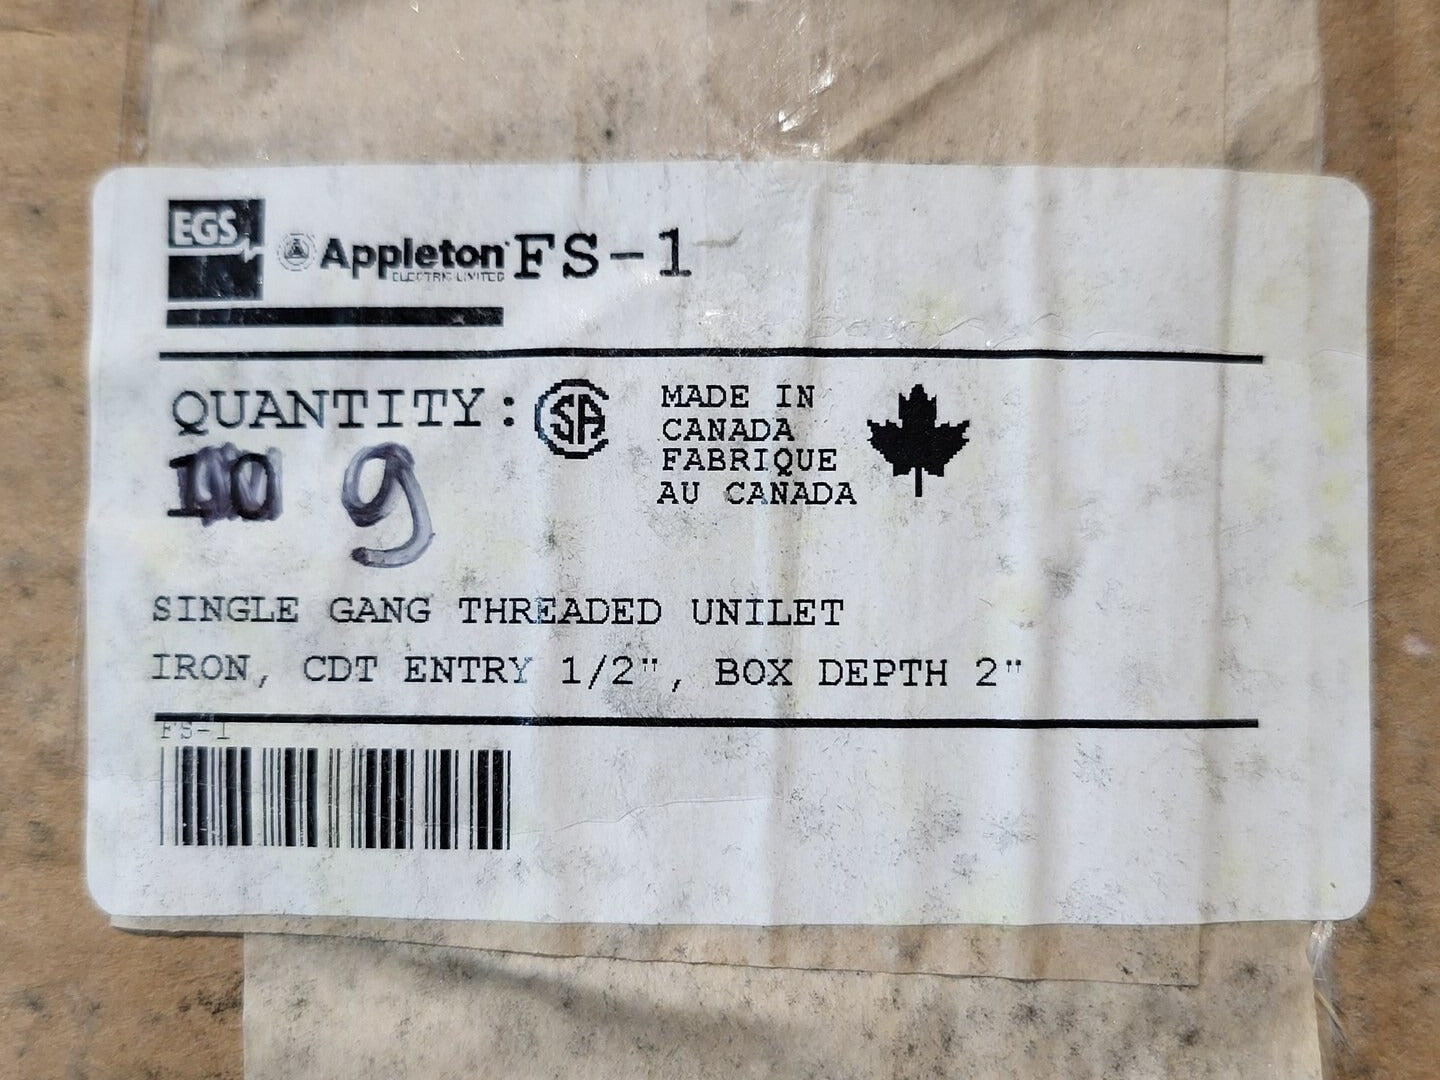 EGS
Appleton FS-1
ELECTRIC LIMITED
QUANTITY:
10 9
CSA
MADE IN
CANADA
FABRIQUE
AU CANADA
SINGLE GANG THREADED UNILET
IRON, CDT ENTRY 1/2", BOX DEPTH 2"
FS-1